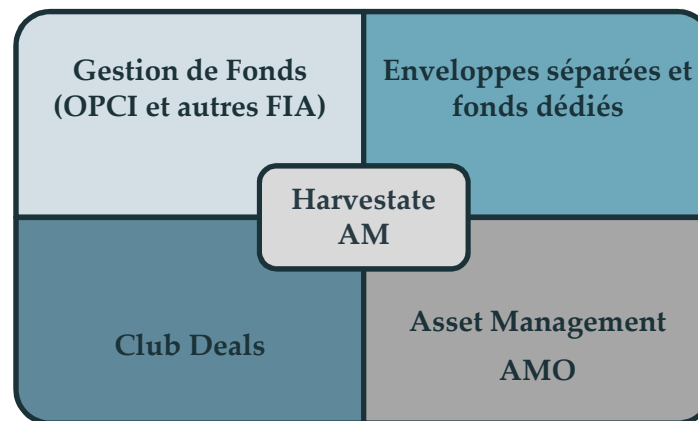 Gestion de Fonds
(OPCI et autres FIA)
Enveloppes séparées et
fonds dédiés
Harvestate
AM
Club Deals
Asset Management
AMO